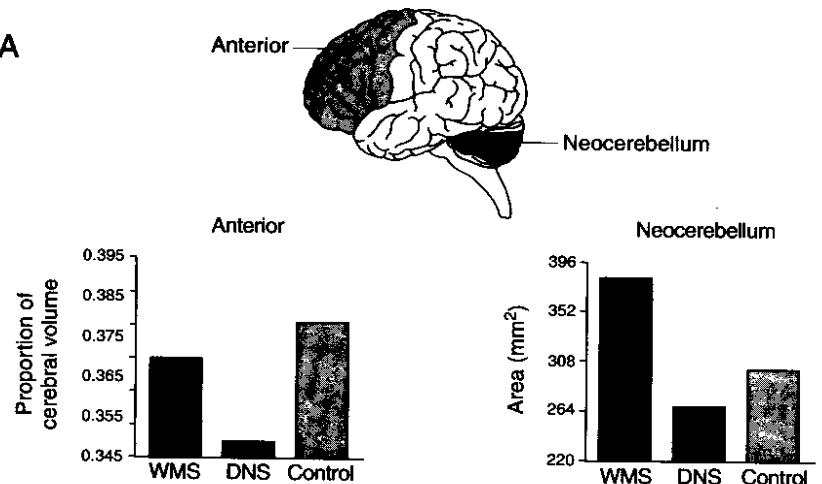 A
Anterior
Neocerebellum
Anterior
Proportion of
cerebral volume
0.395
0.385
0.375
0.365
0.355
0.345
WMS DNS Control
Neocerebellum
Area (mm²)
396
352
308
264
220
WMS DNS Control